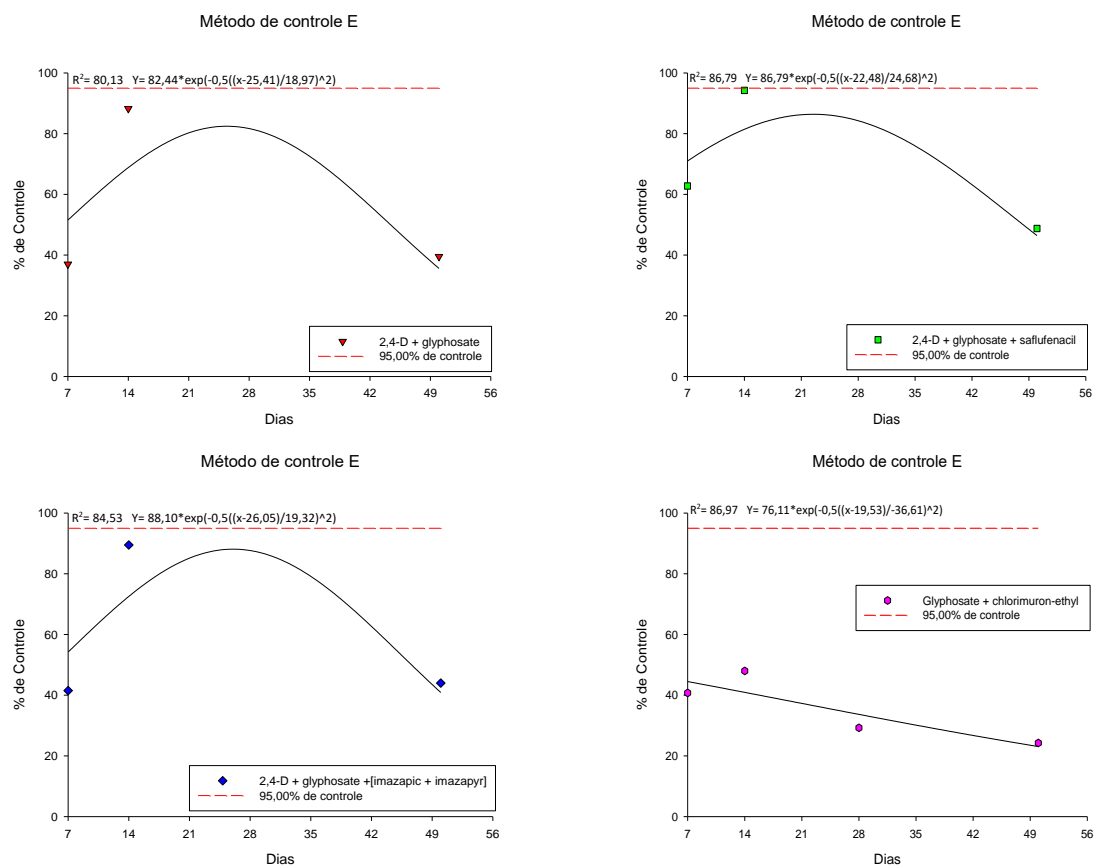 Método de controle E
R²= 80,13 Y= 82,44*exp(-0,5((x-25,41)/18,97)^2)
100
80
60
40
20
0
% de Controle
2,4-D + glyphosate
95,00% de controle
7 14 21 28 35 42 49 56
Dias
Método de controle E
R²= 86,79 Y= 86,79*exp(-0,5((x-22,48)/24,68)^2)
100
80
60
40
20
0
% de Controle
2,4-D + glyphosate + saflufenacil
95,00% de controle
7 14 21 28 35 42 49 56
Dias
Método de controle E
R²= 84,53 Y= 88,10*exp(-0,5((x-26,05)/19,32)^2)
100
80
60
40
20
0
% de Controle
2,4-D + glyphosate +[imazapic + imazapyr]
95,00% de controle
7 14 21 28 35 42 49 56
Dias
Método de controle E
R²= 86,97 Y= 76,11*exp(-0,5((x-19,53)/-36,61)^2)
100
80
60
40
20
0
% de Controle
Glyphosate + chlorimuron-ethyl
95,00% de controle
7 14 21 28 35 42 49 56
Dias